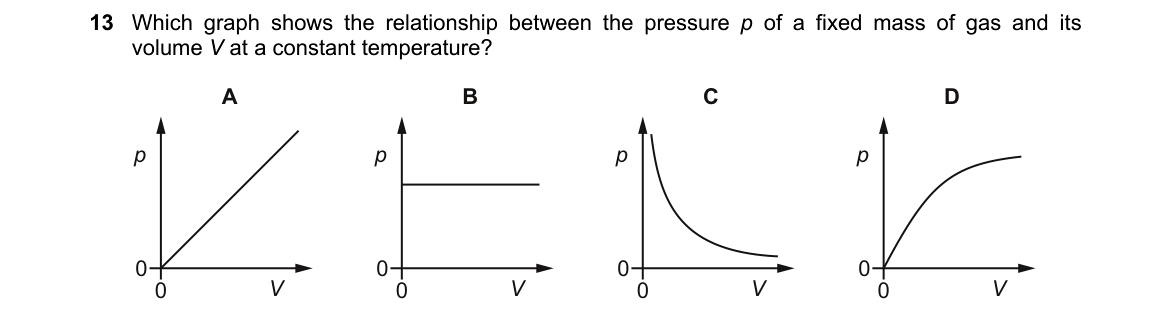 13 Which graph shows the relationship between the pressure p of a fixed mass of gas and its
volume V at a constant temperature?
A B C D
p p p p
0 0 0 0
0 V 0 V 0 V 0 V